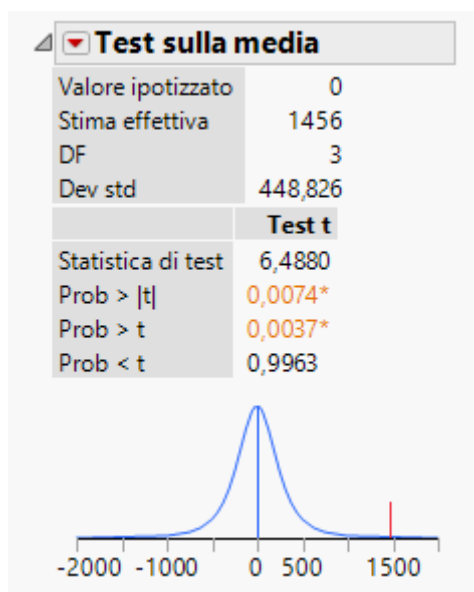 Test sulla media
Valore ipotizzato 0
Stima effettiva 1456
DF 3
Dev std 448,826
Test t
Statistica di test 6,4880
Prob > |t| 0,0074*
Prob > t 0,0037*
Prob < t 0,9963
-2000 -1000 0 500 1500